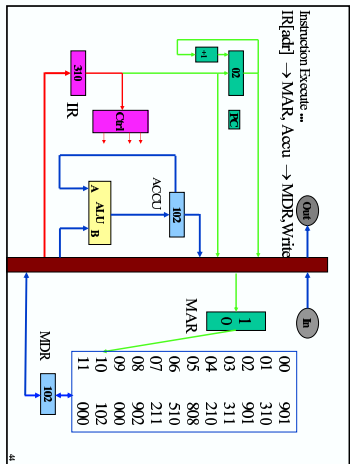 Instruction Execute ...
IR[adr] → MAR, Accu → MDR,Write
Out
In
+1
02
PC
310
IR
Ctrl
ACCU
102
A
ALU
B
MAR
1
0
00 901
01 310
02 901
03 311
04 210
05 808
06 510
07 211
08 902
09 000
10 102
11 000
MDR
102
44